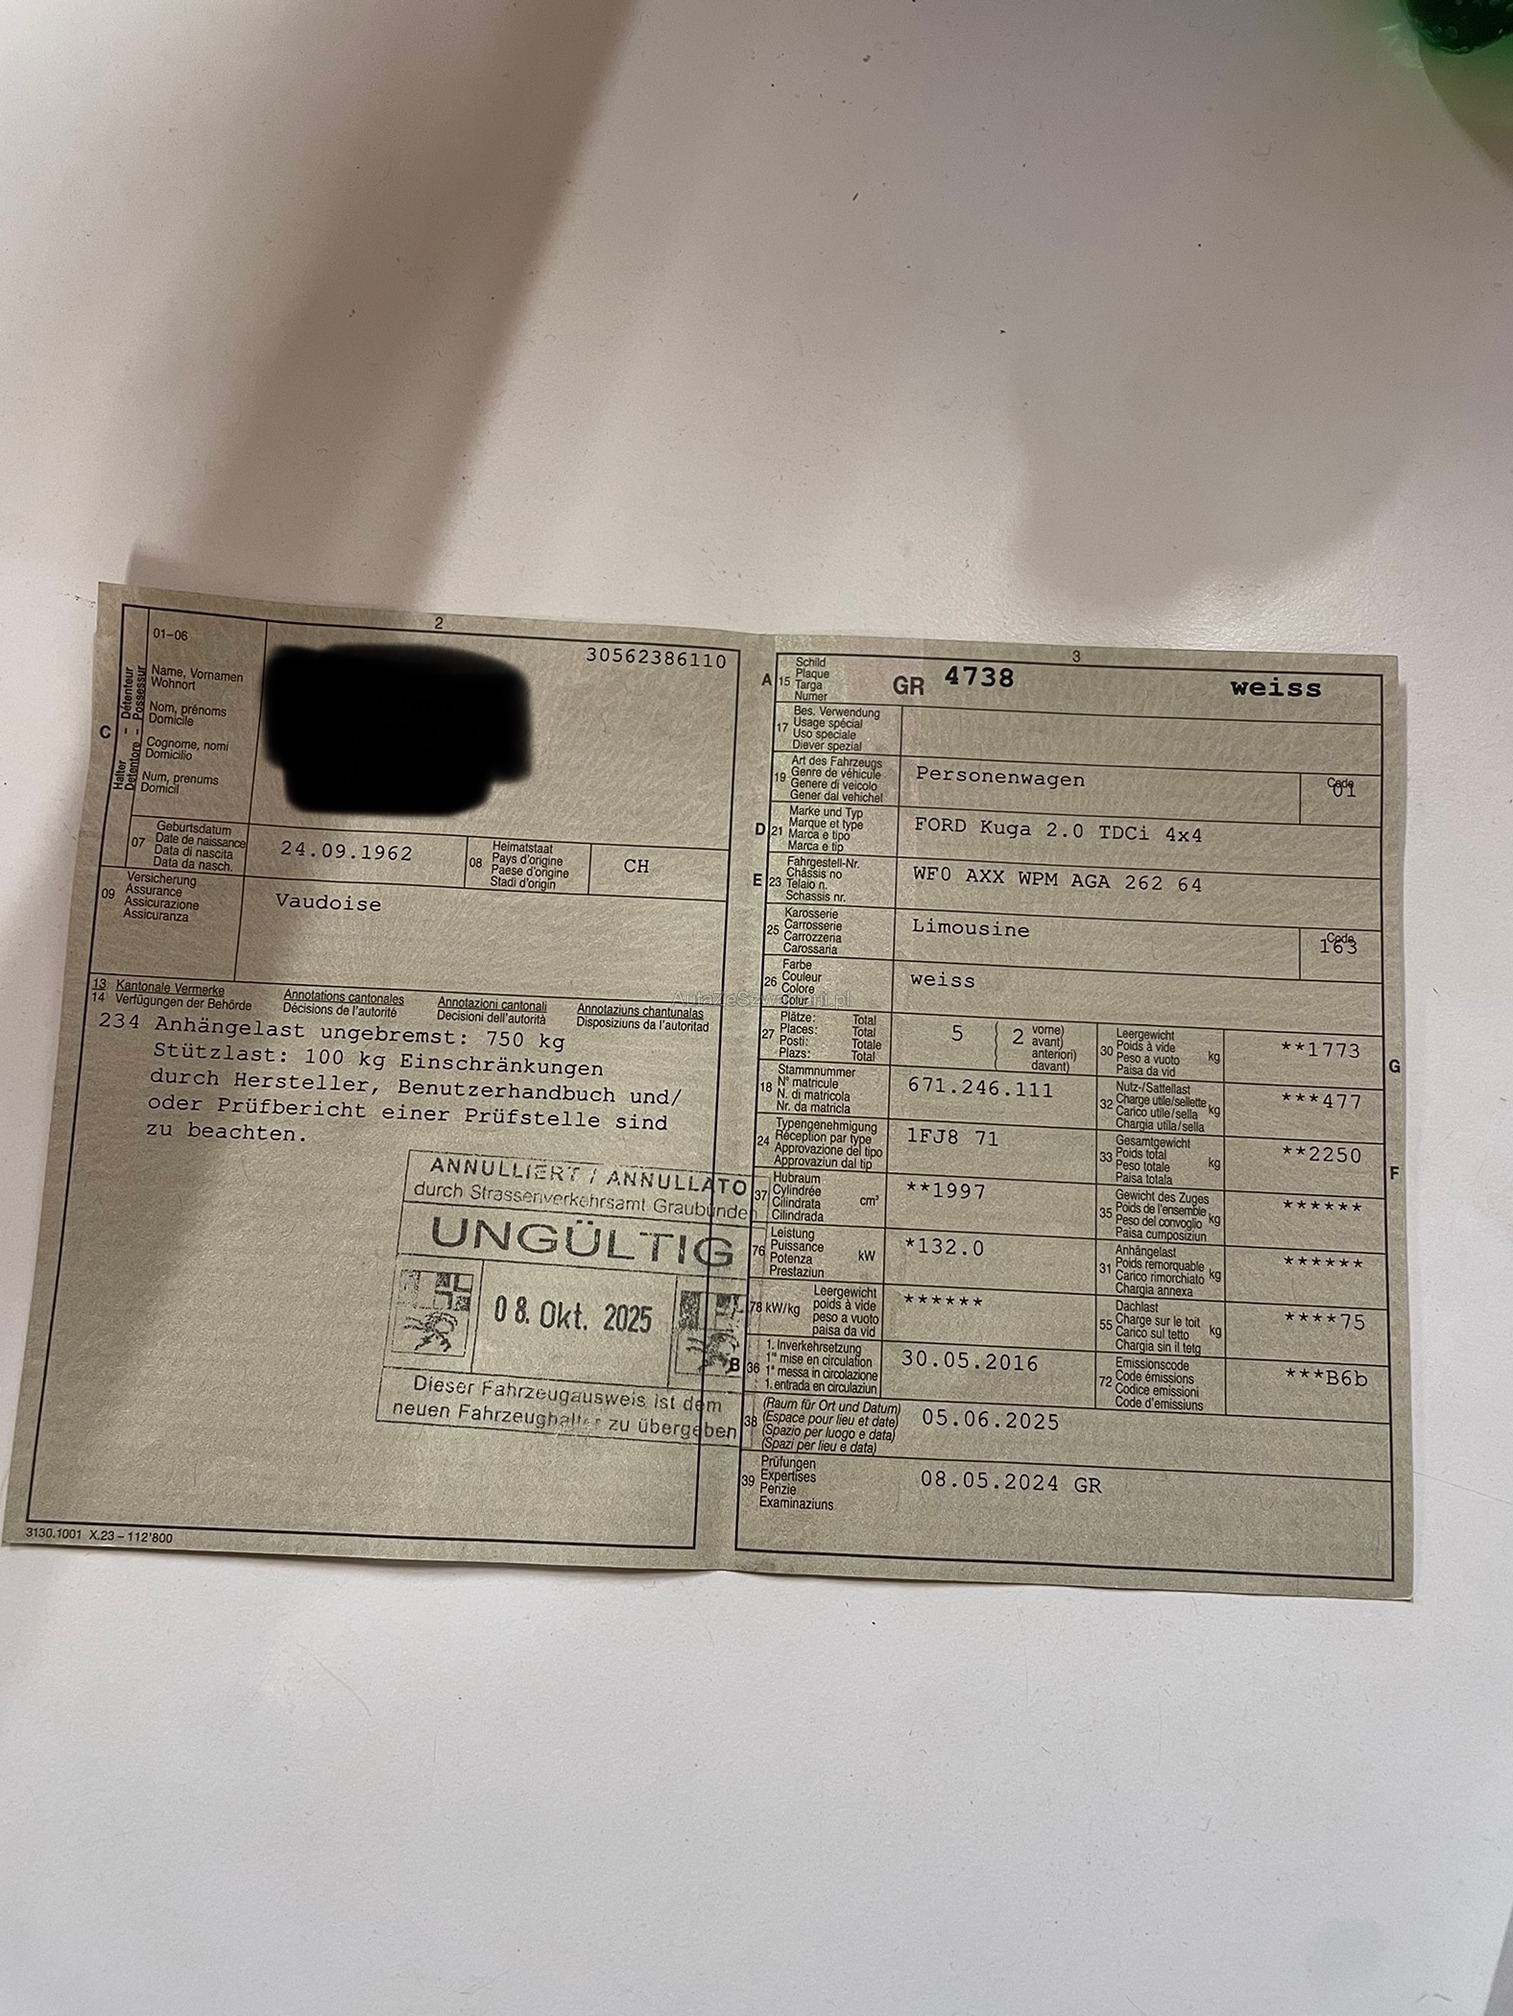 2
01–06
Name, Vornamen
Wohnort
Nom, prénoms
Domicile
Cognome, nomi
Domicilio
Num, prenums
Domicil
C
Halter - Détenteur
Detentore - Possessur
30562386110
07
Geburtsdatum
Date de naissance
Data di nascita
Data da nasch.
24.09.1962
08
Heimatstaat
Pays d'origine
Paese d'origine
Stadi d'origin
CH
09
Versicherung
Assurance
Assicurazione
Assicuranza
Vaudoise
13 Kantonale Vermerke
14 Verfügungen der Behörde
Annotations cantonales
Décisions de l'autorité
Annotazioni cantonali
Decisioni dell'autorità
Annotaziuns chantunalas
Disposiziuns da l'autoritad
234 Anhängelast ungebremst: 750 kg
Stützlast: 100 kg Einschränkungen
durch Hersteller, Benutzerhandbuch und/
oder Prüfbericht einer Prüfstelle sind
zu beachten.
ANNULLIERT / ANNULLATO
durch Strassenverkehrsamt Graubünden
UNGÜLTIG
08. Okt. 2025
Dieser Fahrzeugausweis ist dem
neuen Fahrzeughalter zu übergeben
3130.1001 X.23 – 112'800
3
A 15
Schild
Plaque
Targa
Numer
GR 4738 weiss
17
Bes. Verwendung
Usage spécial
Uso speciale
Diever spezial
19
Art des Fahrzeugs
Genre de véhicule
Genere di veicolo
Gener dal vehichel
Personenwagen
Code
01
D 21
Marke und Typ
Marque et type
Marca e tipo
Marca e tip
FORD Kuga 2.0 TDCi 4x4
E 23
Fahrgestell-Nr.
Châssis no
Telaio n.
Schassis nr.
WF0 AXX WPM AGA 262 64
25
Karosserie
Carrosserie
Carrozzeria
Carossaria
Limousine
Code
163
26
Farbe
Couleur
Colore
Colur
weiss
AutazeSzwajcarii.pl
27
Plätze: Total
Places: Total
Posti: Totale
Plazs: Total
5 ( 2
vorne)
avant)
anteriori)
davant)
30
Leergewicht
Poids à vide
Peso a vuoto
Paisa da vid
kg
**1773
G
18
Stammnummer
N° matricule
N. di matricola
Nr. da matricla
671.246.111
32
Nutz-/Sattellast
Charge utile/sellette
Carico utile/sella
Chargia utila/sella
kg
***477
24
Typengenehmigung
Réception par type
Approvazione del tipo
Approvaziun dal tip
1FJ8 71
33
Gesamtgewicht
Poids total
Peso totale
Paisa totala
kg
**2250
F
37
Hubraum
Cylindrée
Cilindrata
Cilindrada
cm³
**1997
35
Gewicht des Zuges
Poids de l'ensemble
Peso del convoglio
Paisa cumposiziun
kg
******
76
Leistung
Puissance
Potenza
Prestaziun
kW
*132.0
31
Anhängelast
Poids remorquable
Carico rimorchiato
Chargia annexa
kg
******
78 kW/kg
Leergewicht
poids à vide
peso a vuoto
paisa da vid
******
55
Dachlast
Charge sur le toit
Carico sul tetto
Chargia sin il tetg
kg
****75
B 36
1. Inverkehrsetzung
1re mise en circulation
1a messa in circolazione
1. entrada en circulaziun
30.05.2016
72
Emissionscode
Code émissions
Codice emissioni
Code d'emissiuns
***B6b
38
(Raum für Ort und Datum)
(Espace pour lieu et date)
(Spazio per luogo e data)
(Spazi per lieu e data)
05.06.2025
39
Prüfungen
Expertises
Perizie
Examinaziuns
08.05.2024 GR